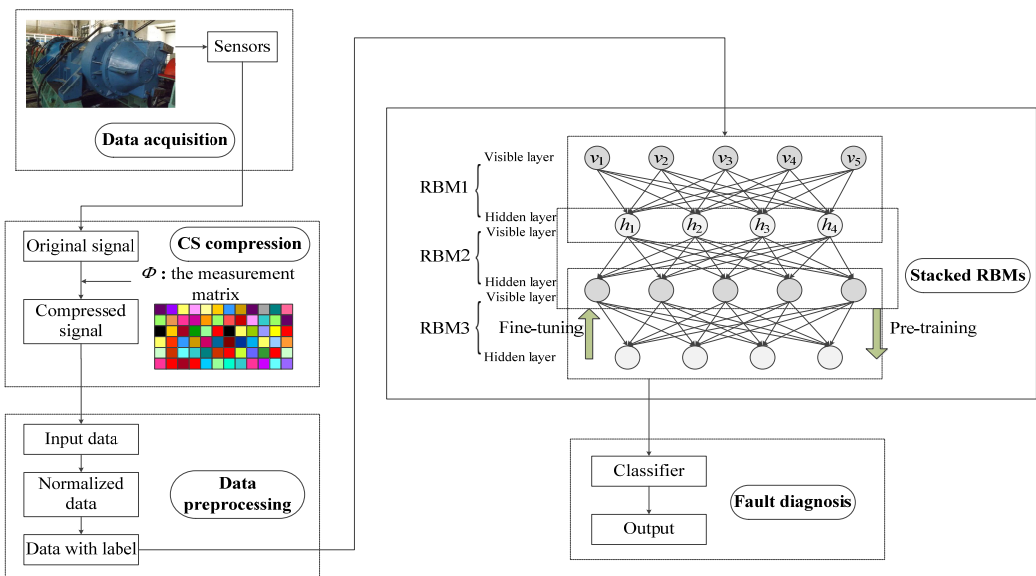 Sensors
Data acquisition
Original signal
CS compression
Φ : the measurement
matrix
Compressed
signal
Input data
Normalized
data
Data
preprocessing
Data with label
Visible layer
v1 v2 v3 v4 v5
RBM1
Hidden layer
h1 h2 h3 h4
Visible layer
RBM2
Hidden layer
Stacked RBMs
Visible layer
RBM3
Fine-tuning
Pre-training
Hidden layer
Classifier
Fault diagnosis
Output